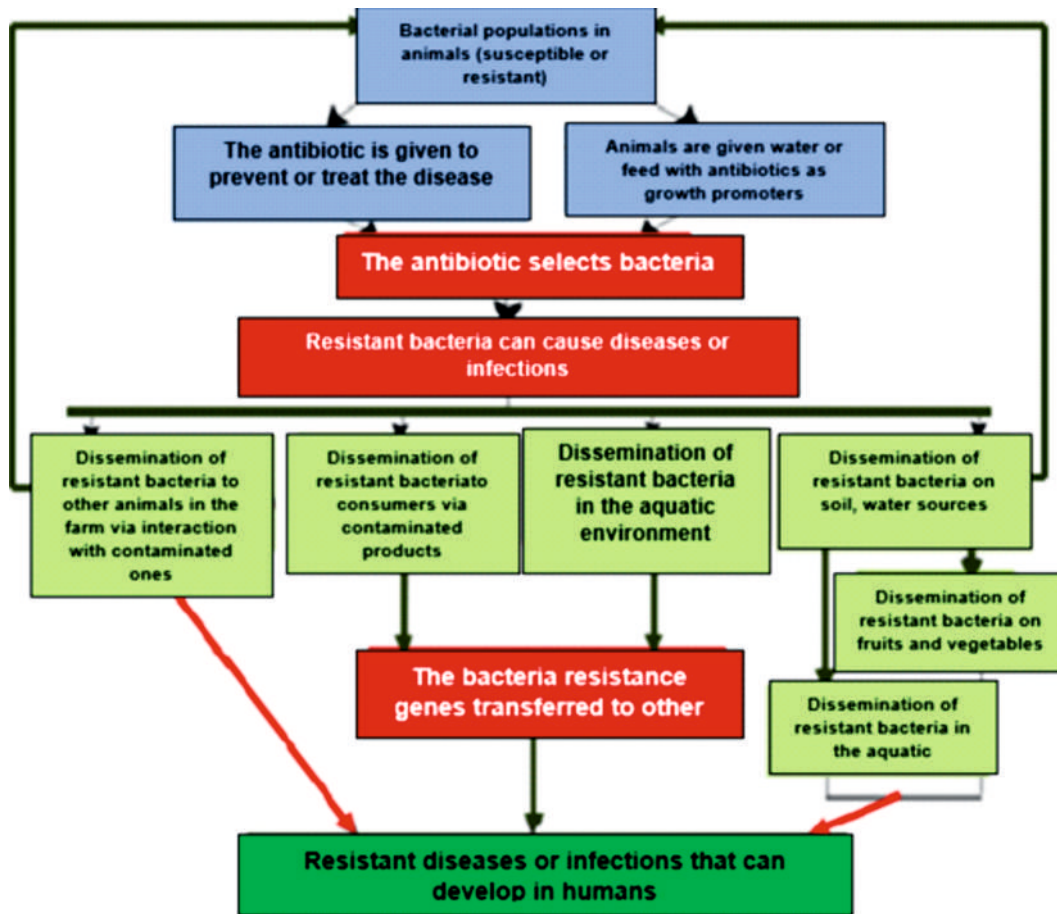 Bacterial populations in
animals (susceptible or
resistant)
The antibiotic is given to
prevent or treat the disease
Animals are given water or
feed with antibiotics as
growth promoters
The antibiotic selects bacteria
Resistant bacteria can cause diseases or
infections
Dissemination of
resistant bacteria to
other animals in the
farm via interaction
with contaminated
ones
Dissemination of
resistant bacteriato
consumers via
contaminated
products
Dissemination of
resistant bacteria
in the aquatic
environment
Dissemination of
resistant bacteria on
soil, water sources
Dissemination of
resistant bacteria on
fruits and vegetables
The bacteria resistance
genes transferred to other
Dissemination of
resistant bacteria in
the aquatic
Resistant diseases or infections that can
develop in humans